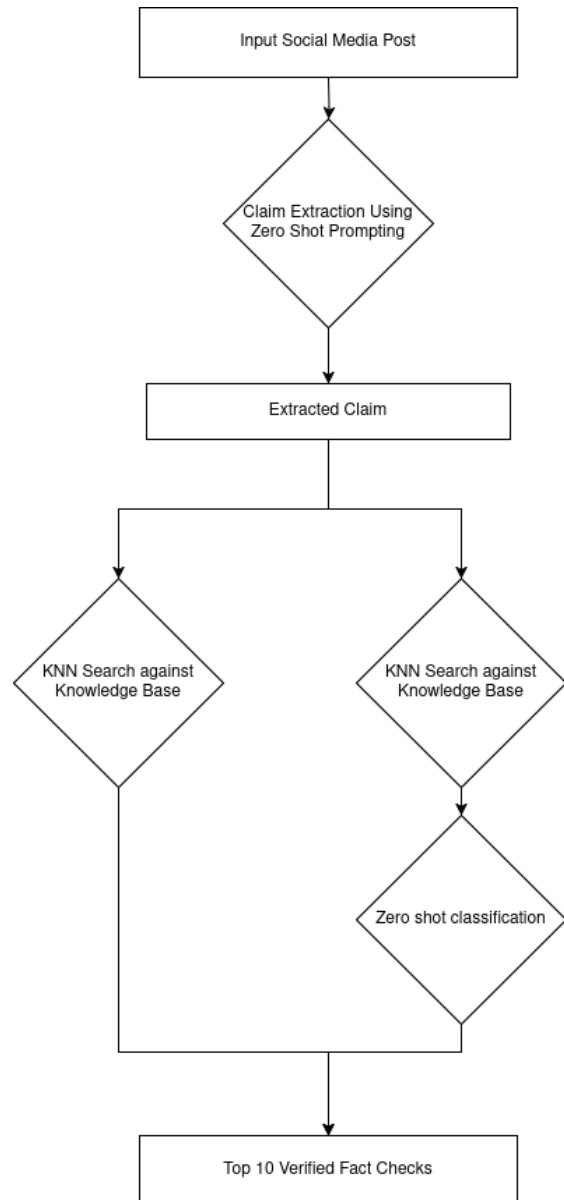 Input Social Media Post
Claim Extraction Using
Zero Shot Prompting
Extracted Claim
KNN Search against
Knowledge Base
KNN Search against
Knowledge Base
Zero shot classification
Top 10 Verified Fact Checks